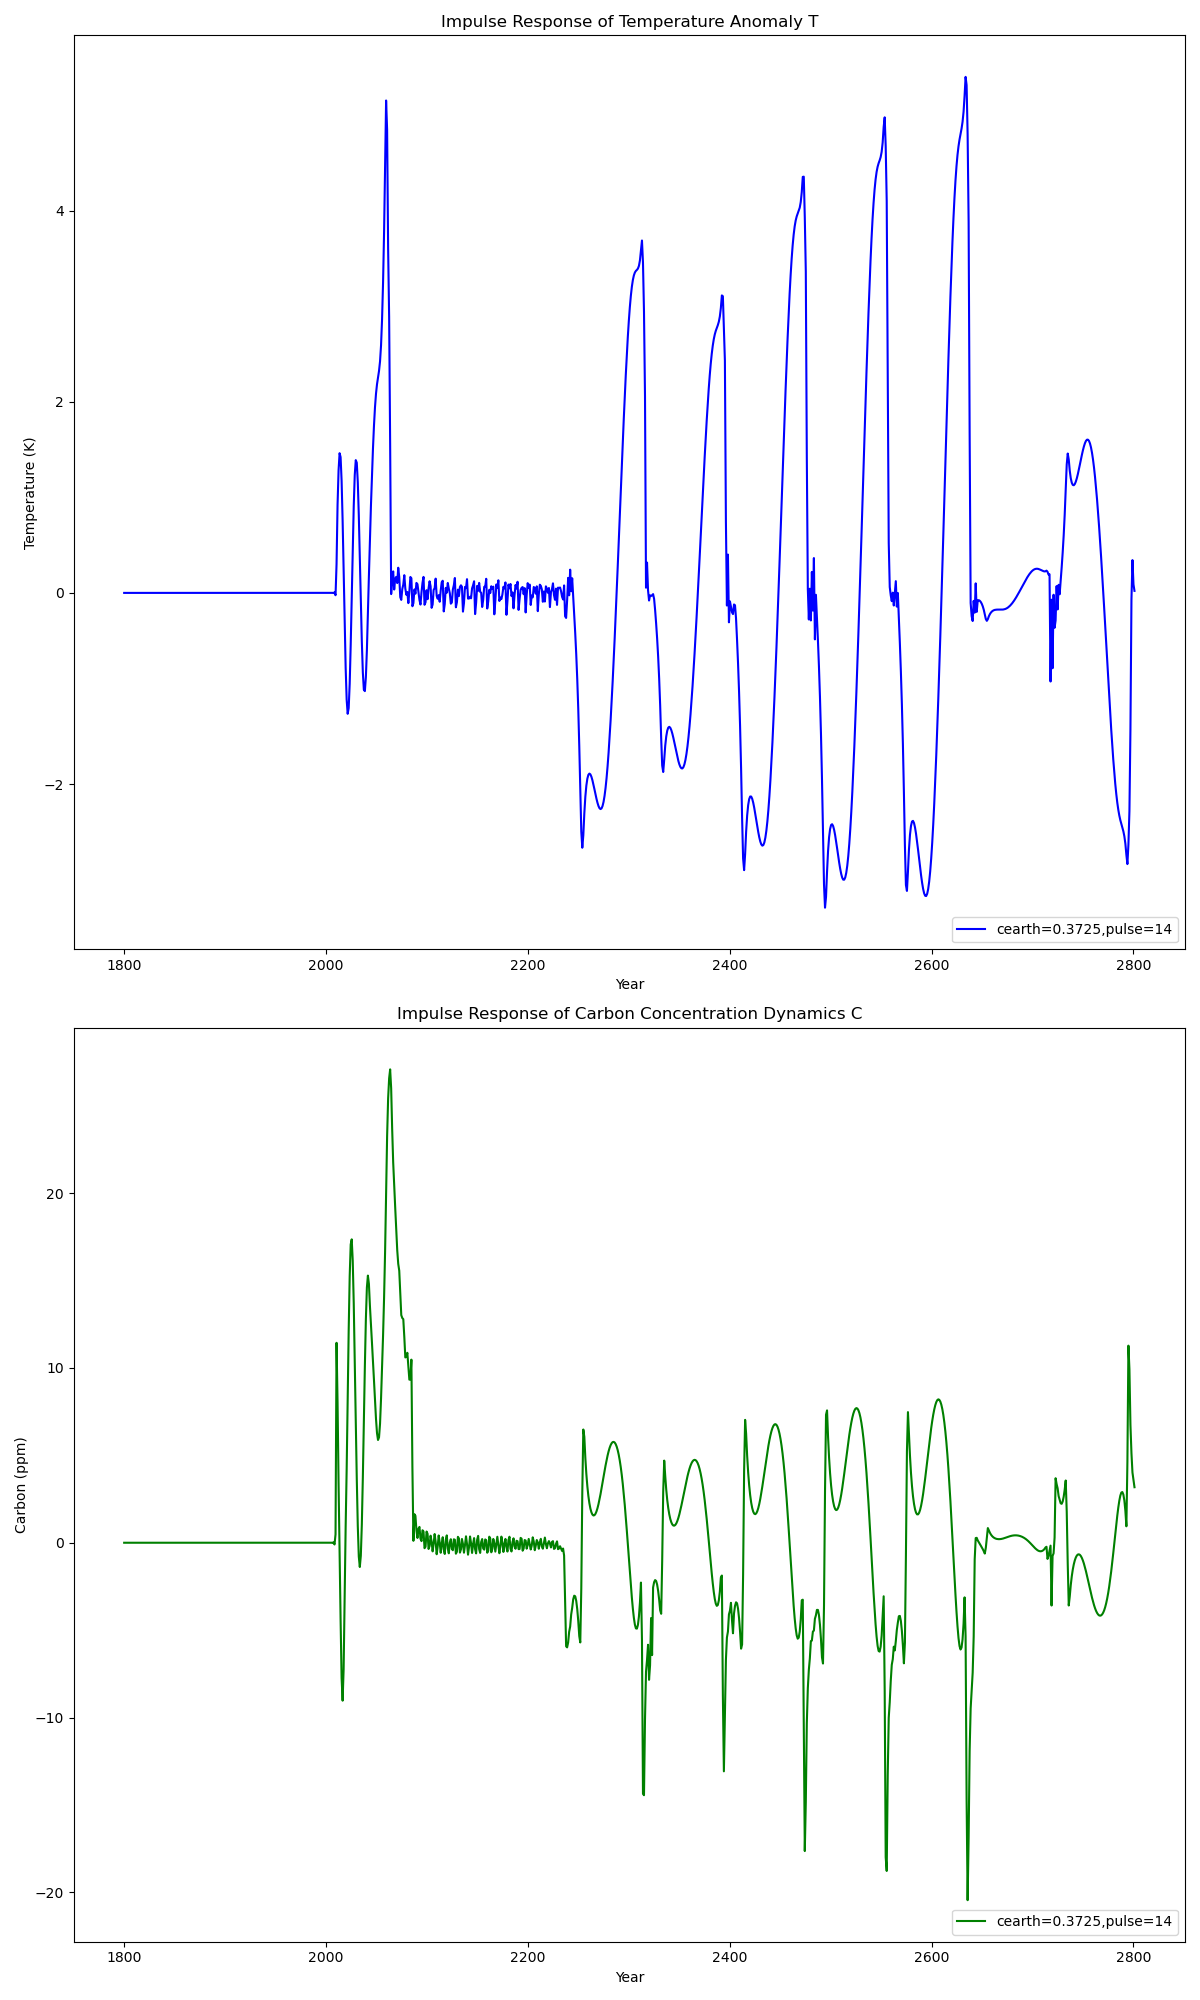 Impulse Response of Temperature Anomaly T
Temperature (K)
4
2
0
−2
1800 2000 2200 2400 2600 2800
Year
cearth=0.3725,pulse=14
Impulse Response of Carbon Concentration Dynamics C
Carbon (ppm)
20
10
0
−10
−20
1800 2000 2200 2400 2600 2800
Year
cearth=0.3725,pulse=14